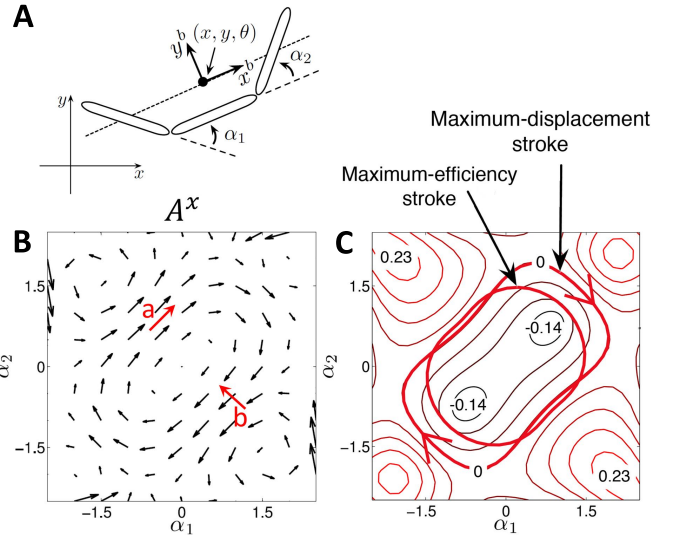 A
y^b (x, y, θ)
x^b
α₂
y
α₁
x
Maximum-displacement
stroke
Maximum-efficiency
stroke
A^x
B
a
b
1.5
0
−1.5
α₂
−1.5 0 1.5
α₁
C
0.23
0
-0.14
-0.14
0
0.23
1.5
0
−1.5
α₂
−1.5 0 1.5
α₁